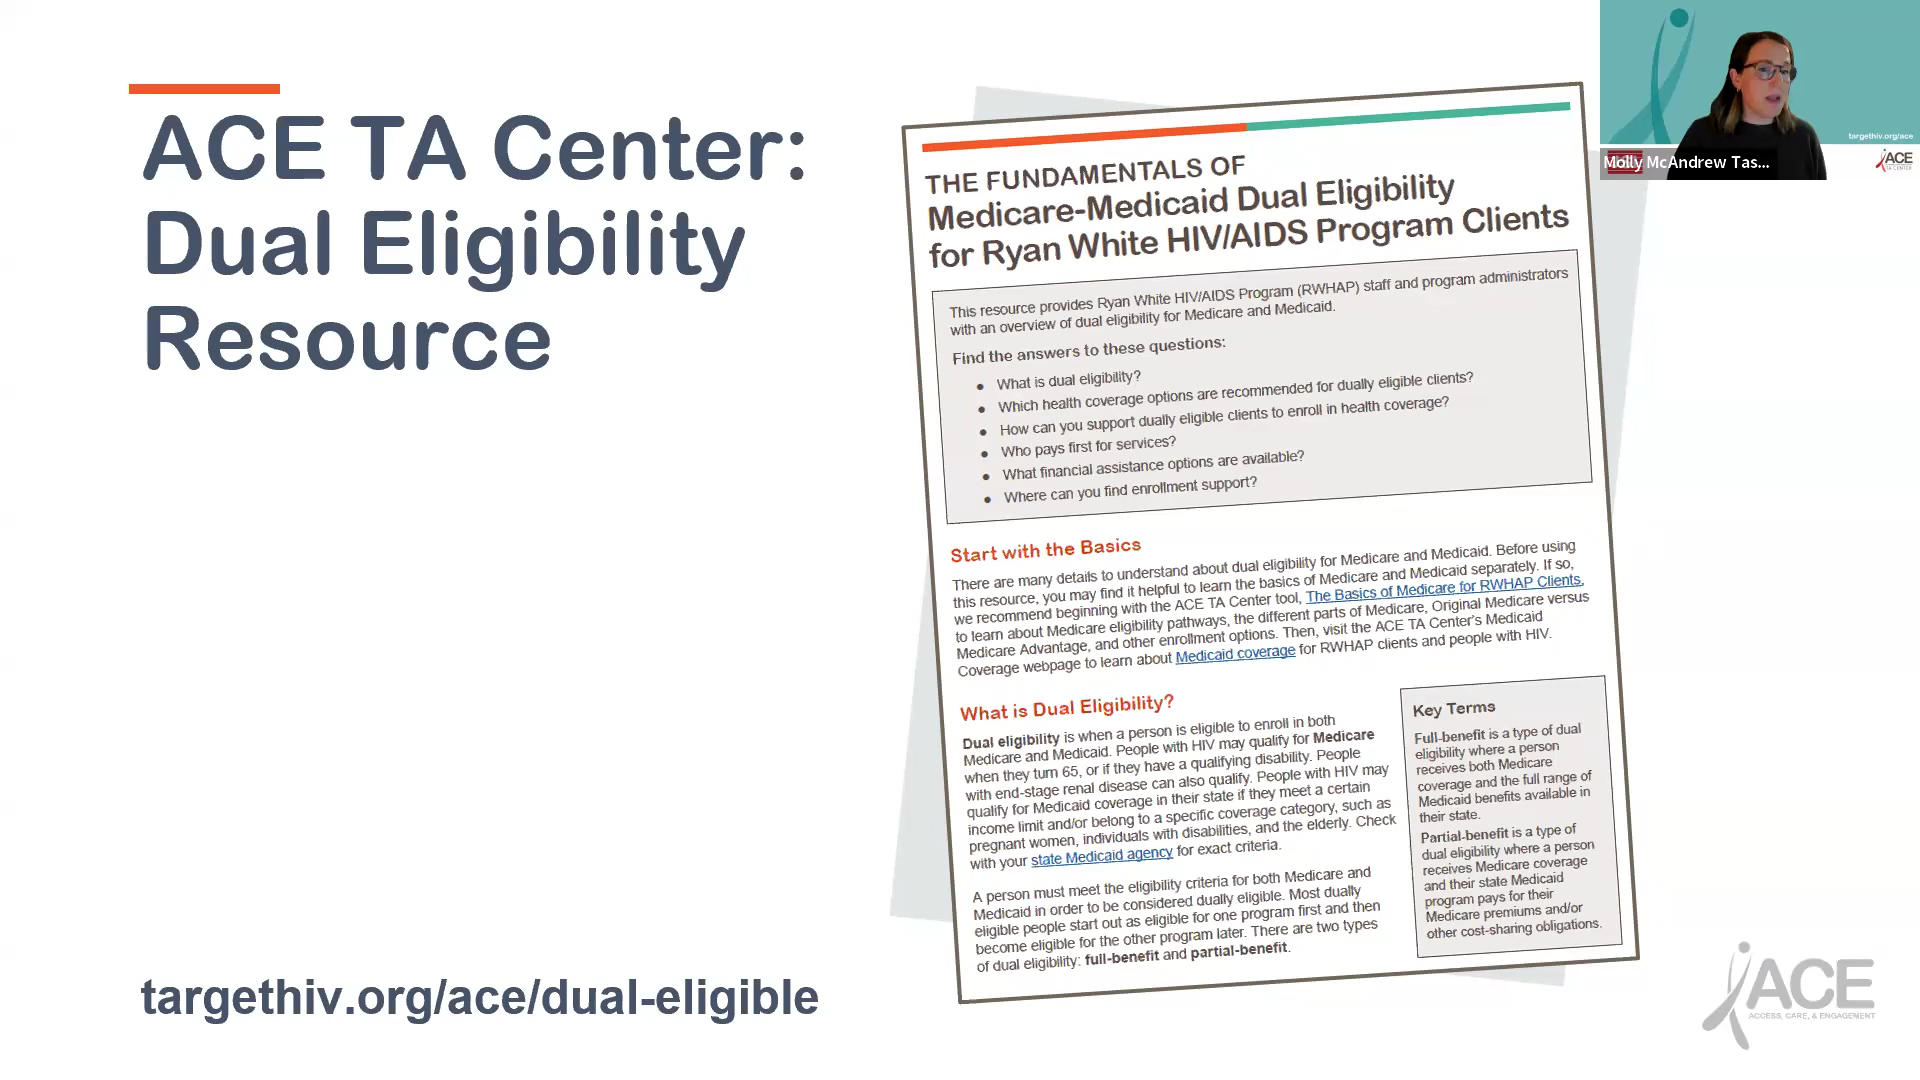 ACE TA Center:
Dual Eligibility
Resource
targethiv.org/ace/dual-eligible
THE FUNDAMENTALS OF
Medicare-Medicaid Dual Eligibility
for Ryan White HIV/AIDS Program Clients
This resource provides Ryan White HIV/AIDS Program (RWHAP) staff and program administrators
with an overview of dual eligibility for Medicare and Medicaid.
Find the answers to these questions:
● What is dual eligibility?
● Which health coverage options are recommended for dually eligible clients?
● How can you support dually eligible clients to enroll in health coverage?
● Who pays first for services?
● What financial assistance options are available?
● Where can you find enrollment support?
Start with the Basics
There are many details to understand about dual eligibility for Medicare and Medicaid. Before using
this resource, you may find it helpful to learn the basics of Medicare and Medicaid separately. If so,
we recommend beginning with the ACE TA Center tool, The Basics of Medicare for RWHAP Clients,
to learn about Medicare eligibility pathways, the different parts of Medicare, Original Medicare versus
Medicare Advantage, and other enrollment options. Then, visit the ACE TA Center's Medicaid
Coverage webpage to learn about Medicaid coverage for RWHAP clients and people with HIV.
What is Dual Eligibility?
Dual eligibility is when a person is eligible to enroll in both
Medicare and Medicaid. People with HIV may qualify for Medicare
when they turn 65, or if they have a qualifying disability. People
with end-stage renal disease can also qualify. People with HIV may
qualify for Medicaid coverage in their state if they meet a certain
income limit and/or belong to a specific coverage category, such as
pregnant women, individuals with disabilities, and the elderly. Check
with your state Medicaid agency for exact criteria.
A person must meet the eligibility criteria for both Medicare and
Medicaid in order to be considered dually eligible. Most dually
eligible people start out as eligible for one program first and then
become eligible for the other program later. There are two types
of dual eligibility: full-benefit and partial-benefit.
Key Terms
Full-benefit is a type of dual
eligibility where a person
receives both Medicare
coverage and the full range of
Medicaid benefits available in
their state.
Partial-benefit is a type of
dual eligibility where a person
receives Medicare coverage
and their state Medicaid
program pays for their
Medicare premiums and/or
other cost-sharing obligations.
targethiv.org/ace
Molly McAndrew Tas...
ACE
TA CENTER
ACE
ACCESS, CARE, & ENGAGEMENT